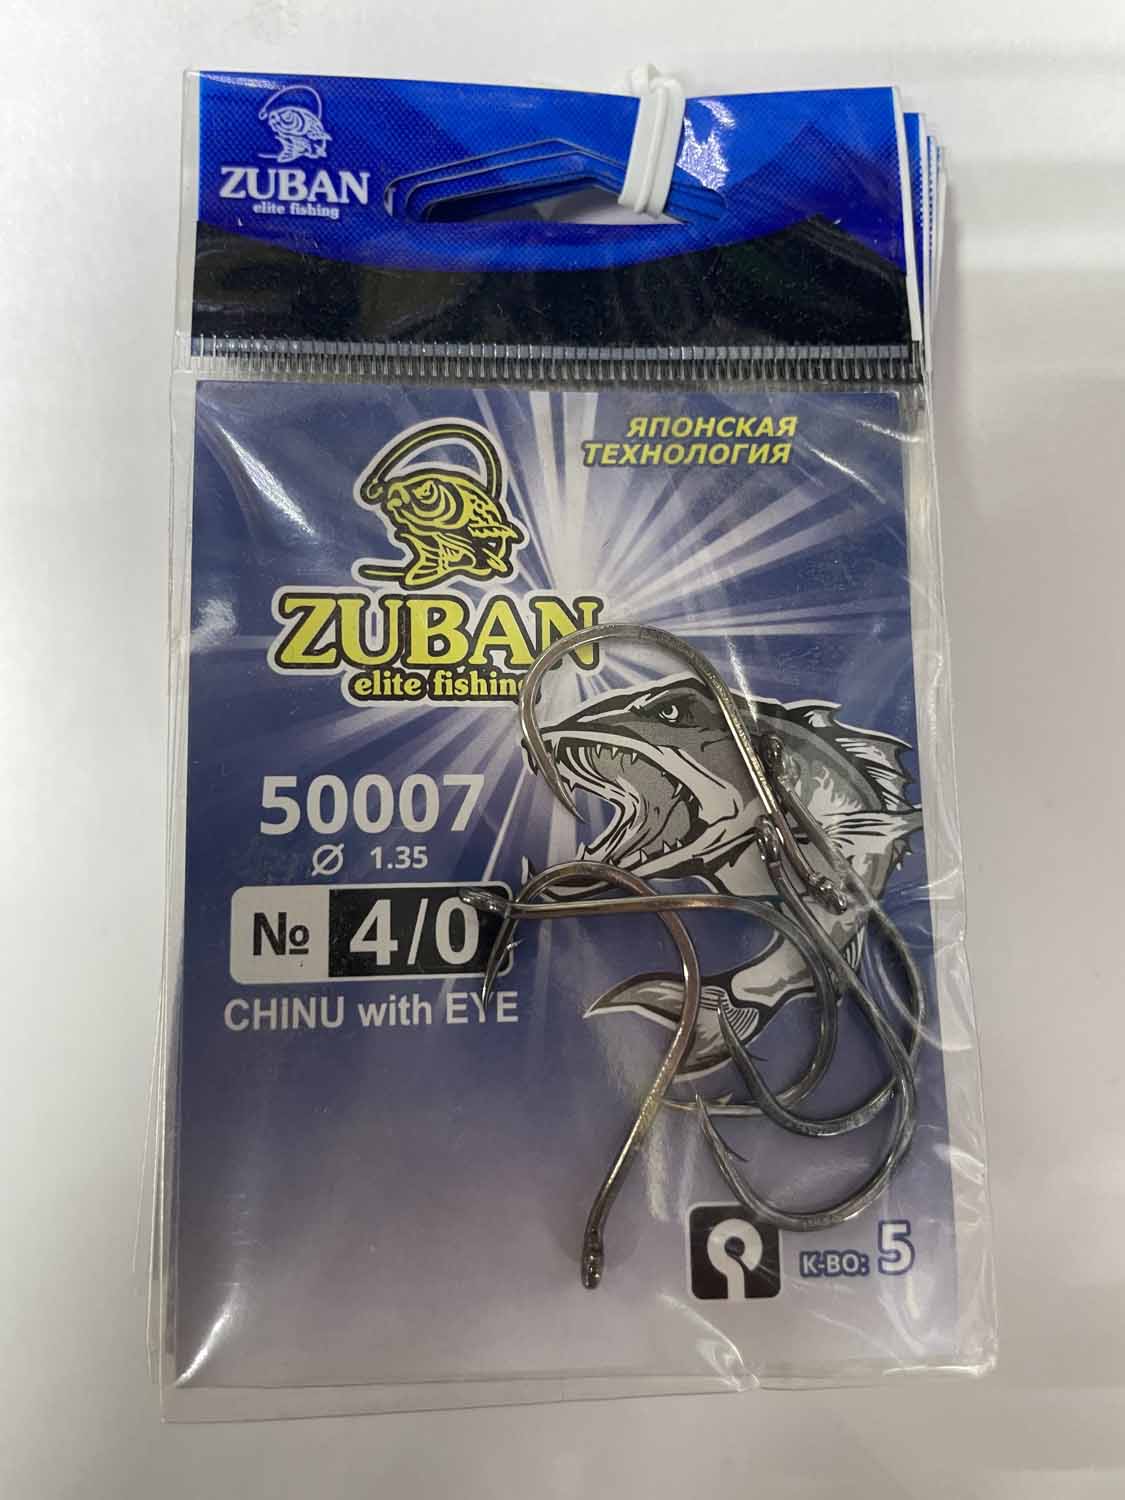 ZUBAN
elite fishing
ЯПОНСКАЯ
ТЕХНОЛОГИЯ
ZUBAN
elite fishing
50007
Ø 1.35
№ 4/0
CHINU with EYE
К-ВО: 5